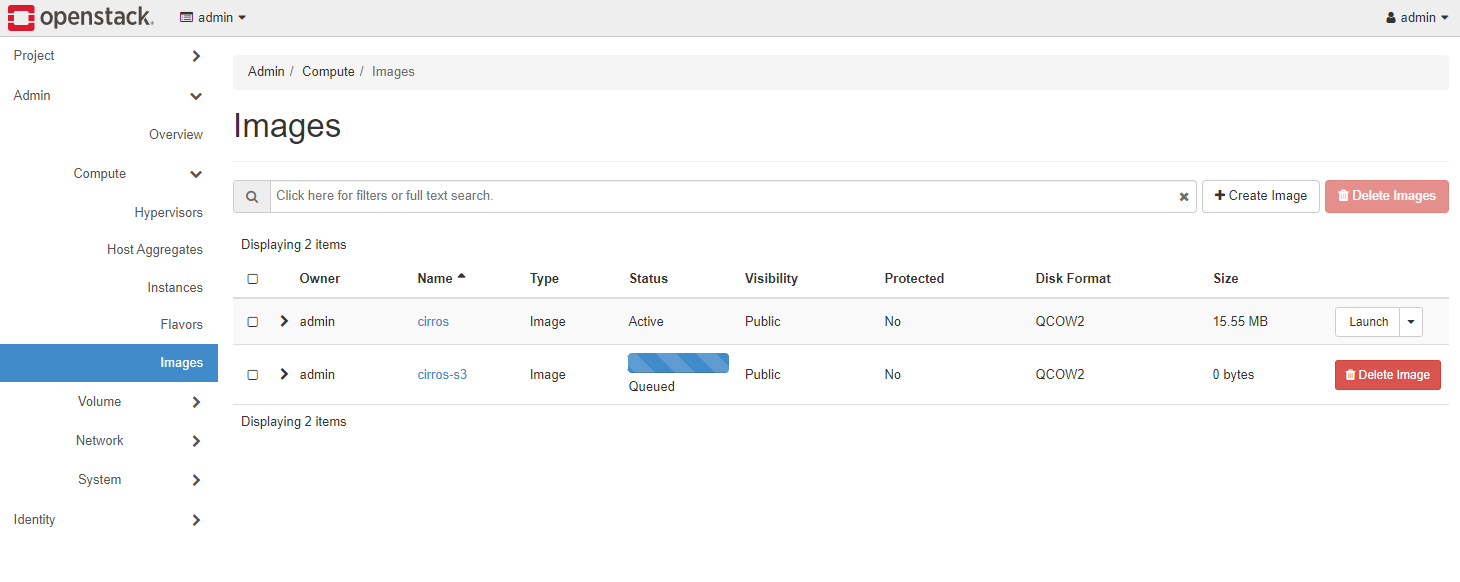 openstack. admin admin
Project
Admin
Overview
Compute
Hypervisors
Host Aggregates
Instances
Flavors
Images
Volume
Network
System
Identity
Admin / Compute / Images
Images
Click here for filters or full text search. Create Image Delete Images
Displaying 2 items
Owner Name Type Status Visibility Protected Disk Format Size
admin cirros Image Active Public No QCOW2 15.55 MB Launch
admin cirros-s3 Image Queued Public No QCOW2 0 bytes Delete Image
Displaying 2 items